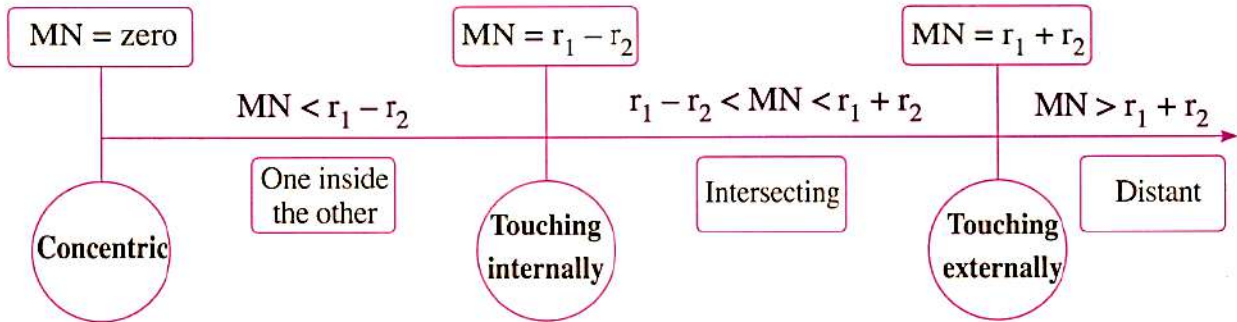 MN = zero
MN = r₁ – r₂
MN = r₁ + r₂
MN < r₁ – r₂
r₁ – r₂ < MN < r₁ + r₂
MN > r₁ + r₂
One inside
the other
Intersecting
Distant
Concentric
Touching
internally
Touching
externally